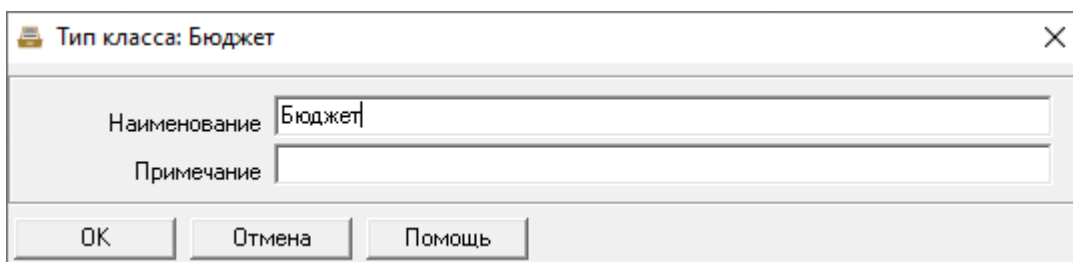 Тип класса: Бюджет
Наименование Бюджет
Примечание
OK Отмена Помощь